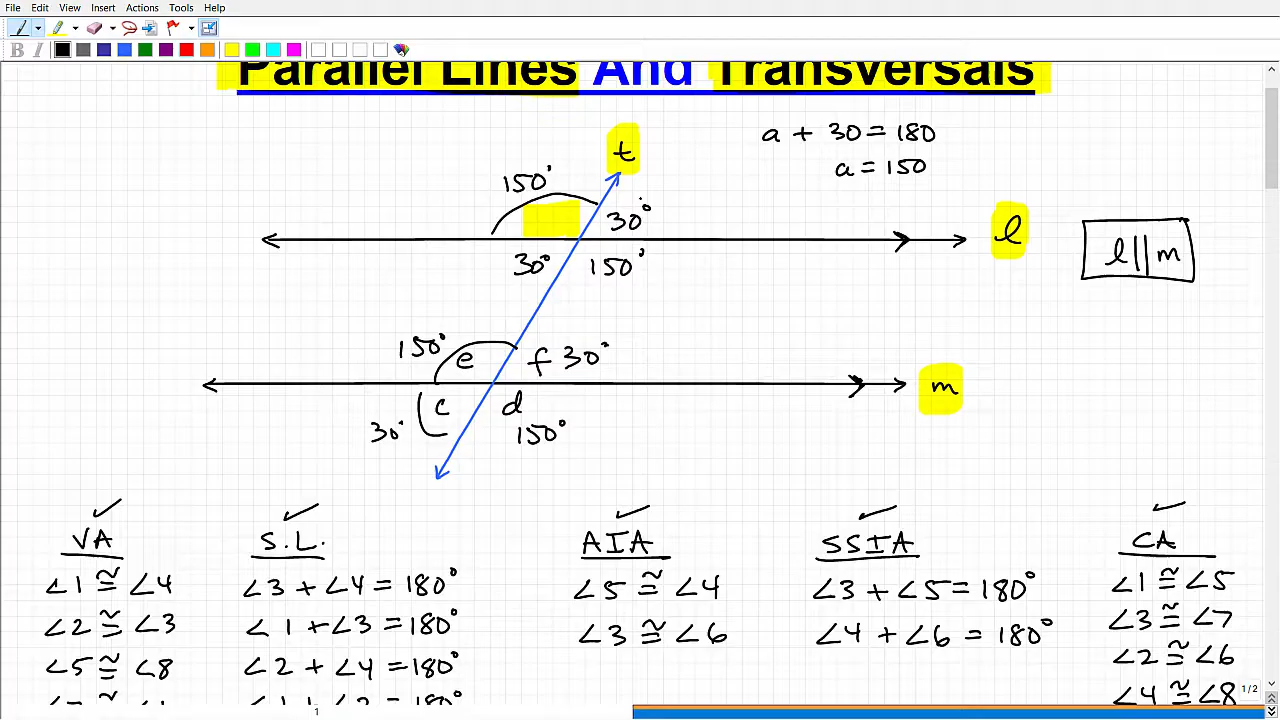 File Edit View Insert Actions Tools Help
B I
Parallel Lines And Transversals
t
a + 30 = 180
a = 150
150°
30°
l
l || m
30° 150°
150° e f 30°
m
c d
30° 150°
VA S.L. AIA SSIA CA
∠1 ≅ ∠4 ∠3 + ∠4 = 180° ∠5 ≅ ∠4 ∠3 + ∠5 = 180° ∠1 ≅ ∠5
∠2 ≅ ∠3 ∠1 + ∠3 = 180° ∠3 ≅ ∠6 ∠4 + ∠6 = 180° ∠3 ≅ ∠7
∠5 ≅ ∠8 ∠2 + ∠4 = 180° ∠2 ≅ ∠6
∠4 ≅ ∠8
1/2
1